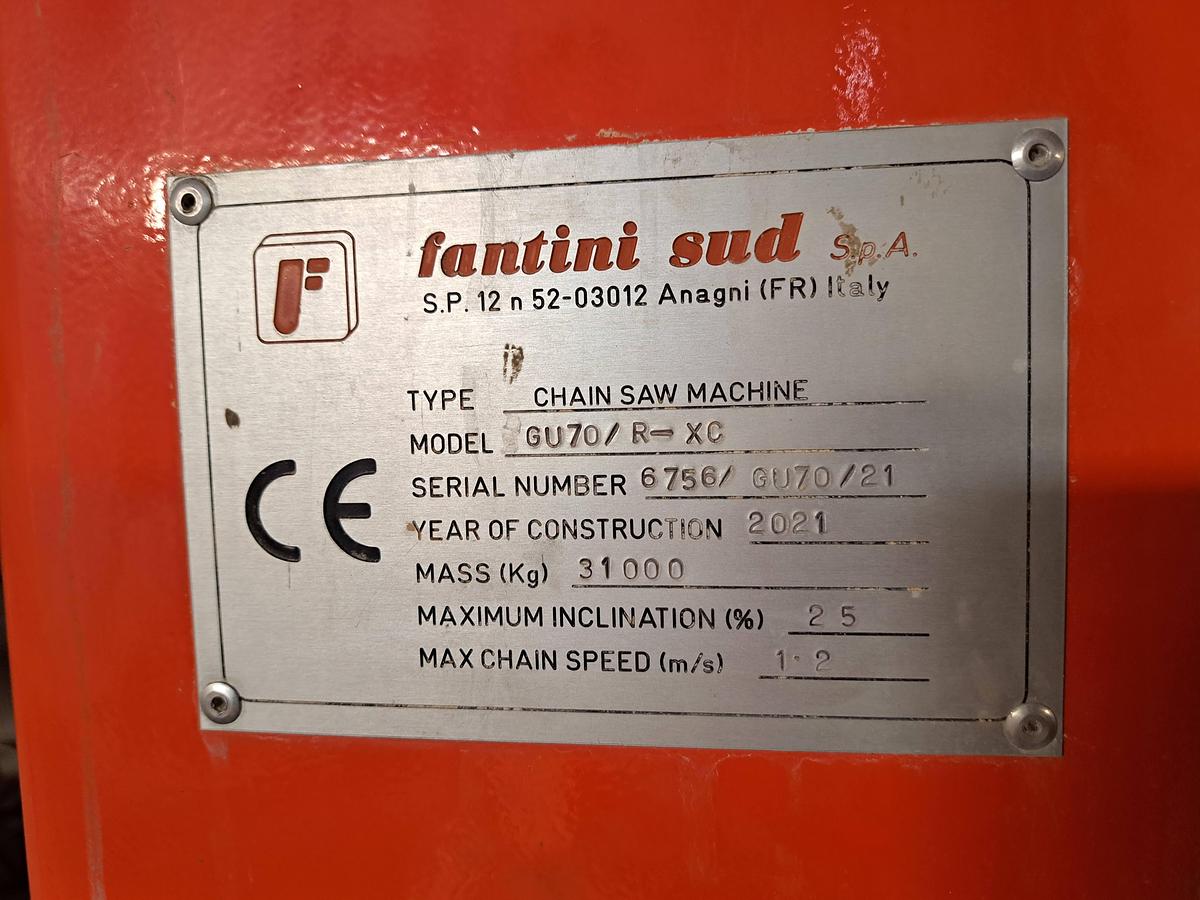 F
fantini sud S.p.A.
S.P. 12 n 52-03012 Anagni (FR) Italy
TYPE CHAIN SAW MACHINE
MODEL GU70/R-XC
SERIAL NUMBER 6756/ GU70/21
YEAR OF CONSTRUCTION 2021
MASS (Kg) 31000
MAXIMUM INCLINATION (%) 25
MAX CHAIN SPEED (m/s) 1.2
CE